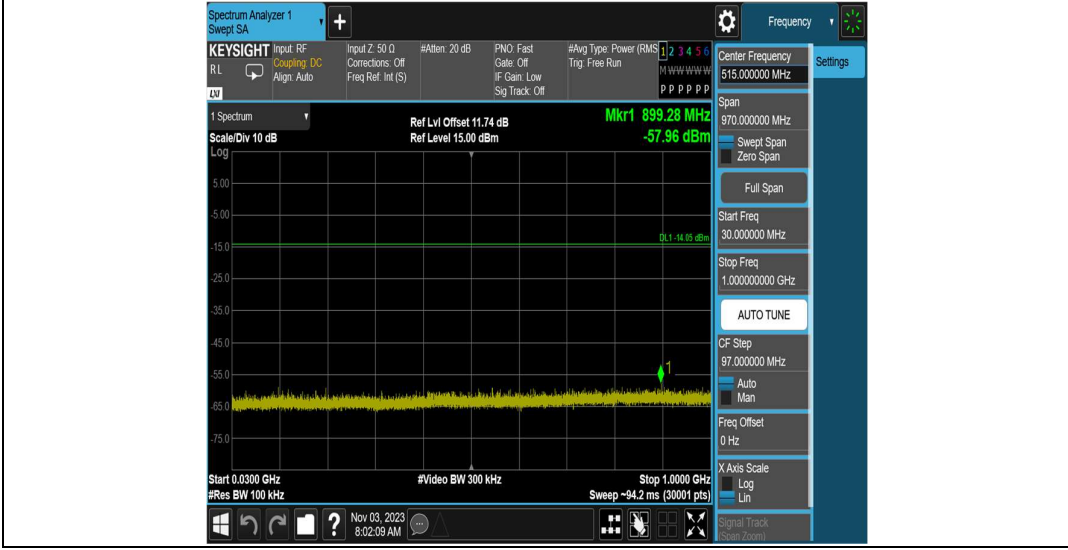 Spectrum Analyzer 1
Swept SA
+
Frequency
KEYSIGHT
R L
LXI
Input: RF
Coupling: DC
Align: Auto
Input Z: 50 Ω
Corrections: Off
Freq Ref: Int (S)
#Atten: 20 dB
PNO: Fast
Gate: Off
IF Gain: Low
Sig Track: Off
#Avg Type: Power (RMS
Trig: Free Run
1 2 3 4 5 6
M W W W W W
P P P P P P
1 Spectrum
Scale/Div 10 dB
Ref Lvl Offset 11.74 dB
Ref Level 15.00 dBm
Mkr1 899.28 MHz
-57.96 dBm
Log
5.00
-5.00
-15.0
-25.0
-35.0
-45.0
-55.0
-65.0
-75.0
DL1 -14.05 dBm
1
Start 0.0300 GHz
#Res BW 100 kHz
#Video BW 300 kHz
Stop 1.0000 GHz
Sweep ~94.2 ms (30001 pts)
?
Nov 03, 2023
8:02:09 AM
Center Frequency
515.000000 MHz
Span
970.000000 MHz
Swept Span
Zero Span
Full Span
Start Freq
30.000000 MHz
Stop Freq
1.000000000 GHz
AUTO TUNE
CF Step
97.000000 MHz
Auto
Man
Freq Offset
0 Hz
X Axis Scale
Log
Lin
Signal Track
(Span Zoom)
Settings